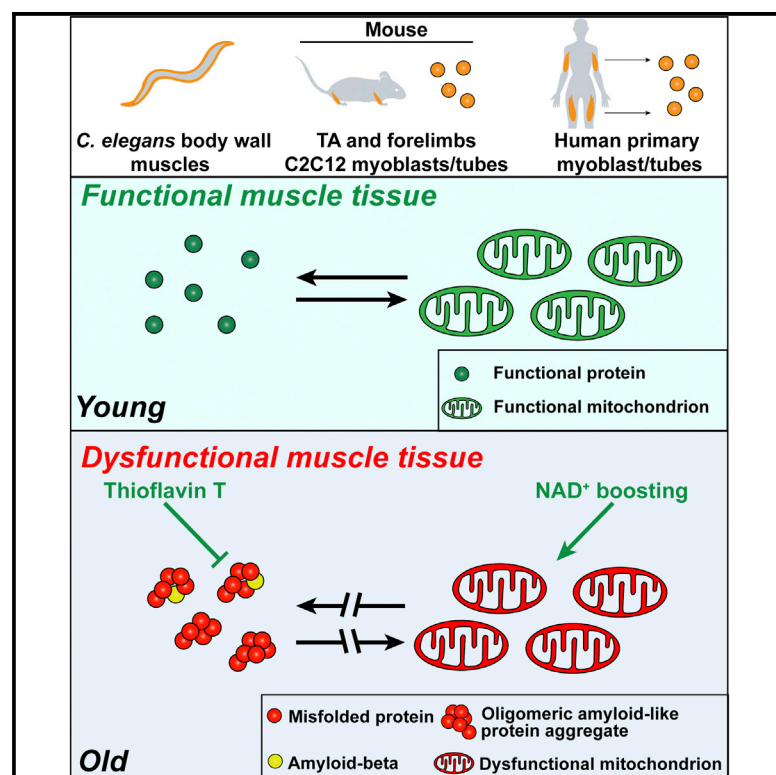 Mouse
C. elegans body wall
muscles
TA and forelimbs
C2C12 myoblasts/tubes
Human primary
myoblast/tubes
Functional muscle tissue
Functional protein
Functional mitochondrion
Young
Dysfunctional muscle tissue
Thioflavin T
NAD⁺ boosting
Misfolded protein
Oligomeric amyloid-like
protein aggregate
Amyloid-beta
Dysfunctional mitochondrion
Old